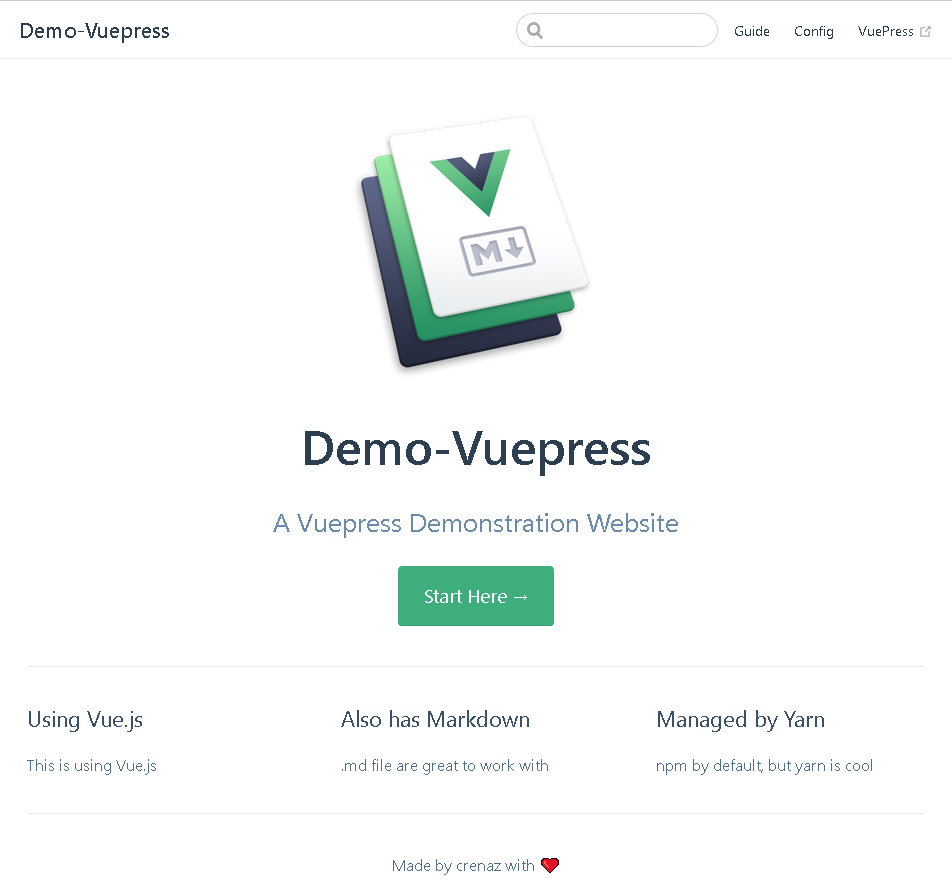 Demo-Vuepress
Guide Config VuePress
M
Demo-Vuepress
A Vuepress Demonstration Website
Start Here →
Using Vue.js
This is using Vue.js
Also has Markdown
.md file are great to work with
Managed by Yarn
npm by default, but yarn is cool
Made by crenaz with ❤